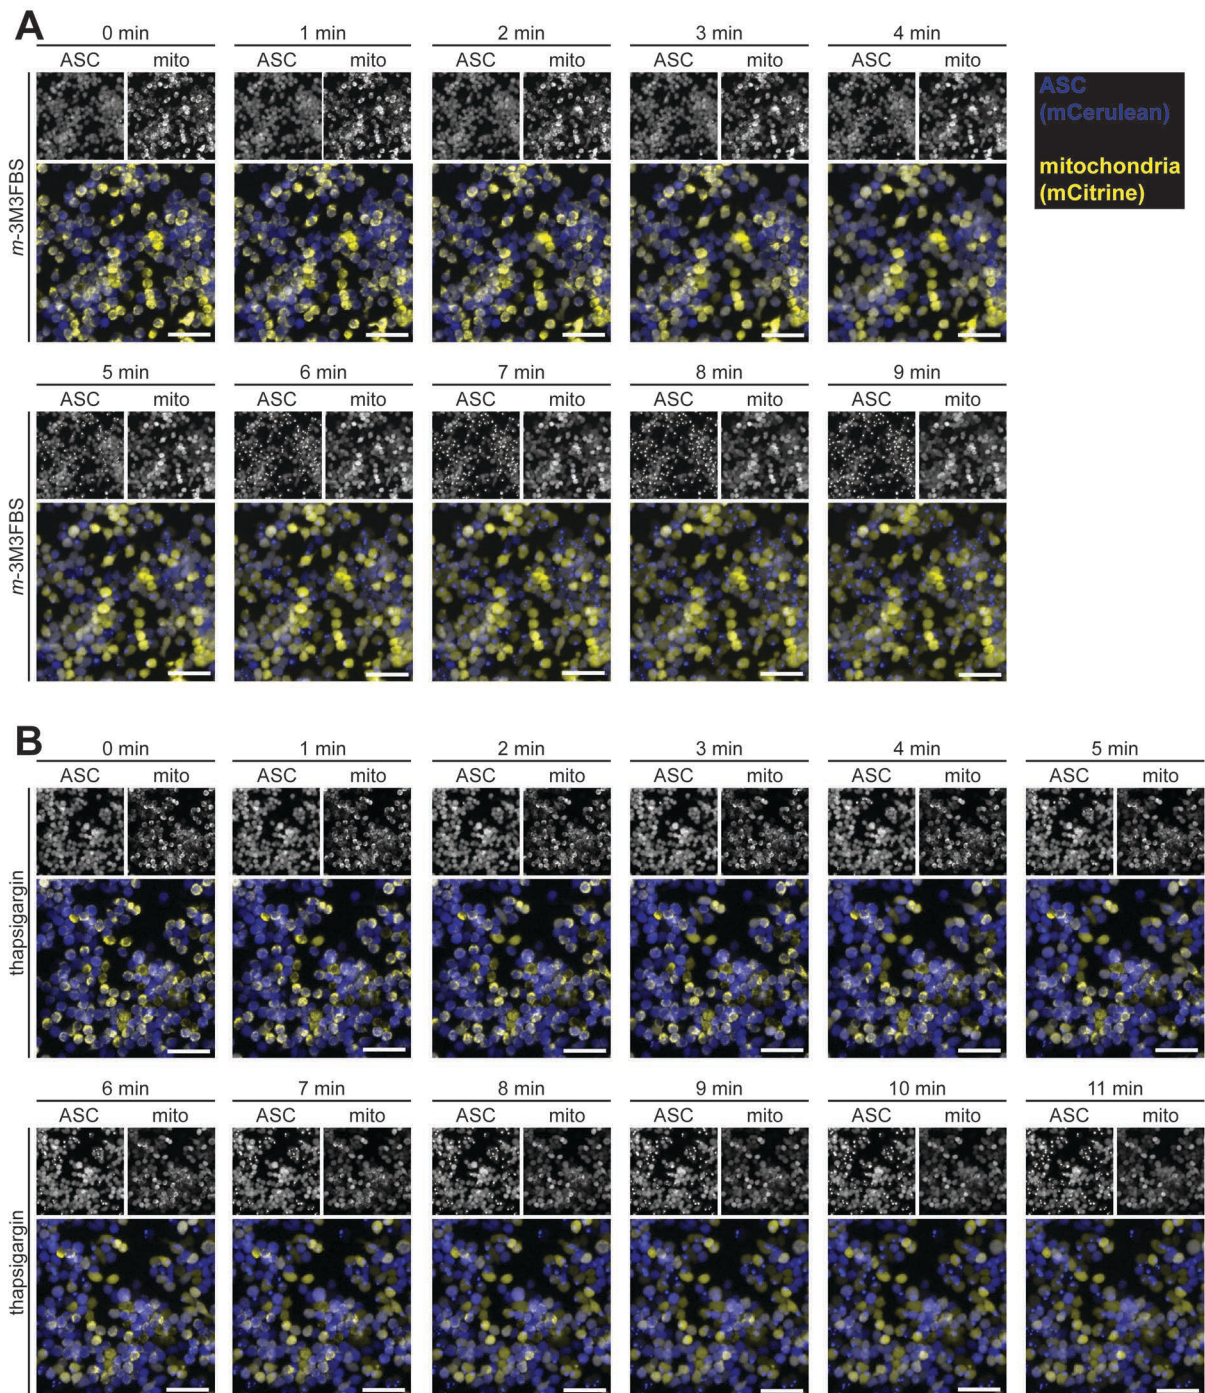 A
0 min 1 min 2 min 3 min 4 min
ASC mito ASC mito ASC mito ASC mito ASC mito
m-3M3FBS
ASC
(mCerulean)
mitochondria
(mCitrine)
5 min 6 min 7 min 8 min 9 min
ASC mito ASC mito ASC mito ASC mito ASC mito
m-3M3FBS
B
0 min 1 min 2 min 3 min 4 min 5 min
ASC mito ASC mito ASC mito ASC mito ASC mito ASC mito
thapsigargin
6 min 7 min 8 min 9 min 10 min 11 min
ASC mito ASC mito ASC mito ASC mito ASC mito ASC mito
thapsigargin